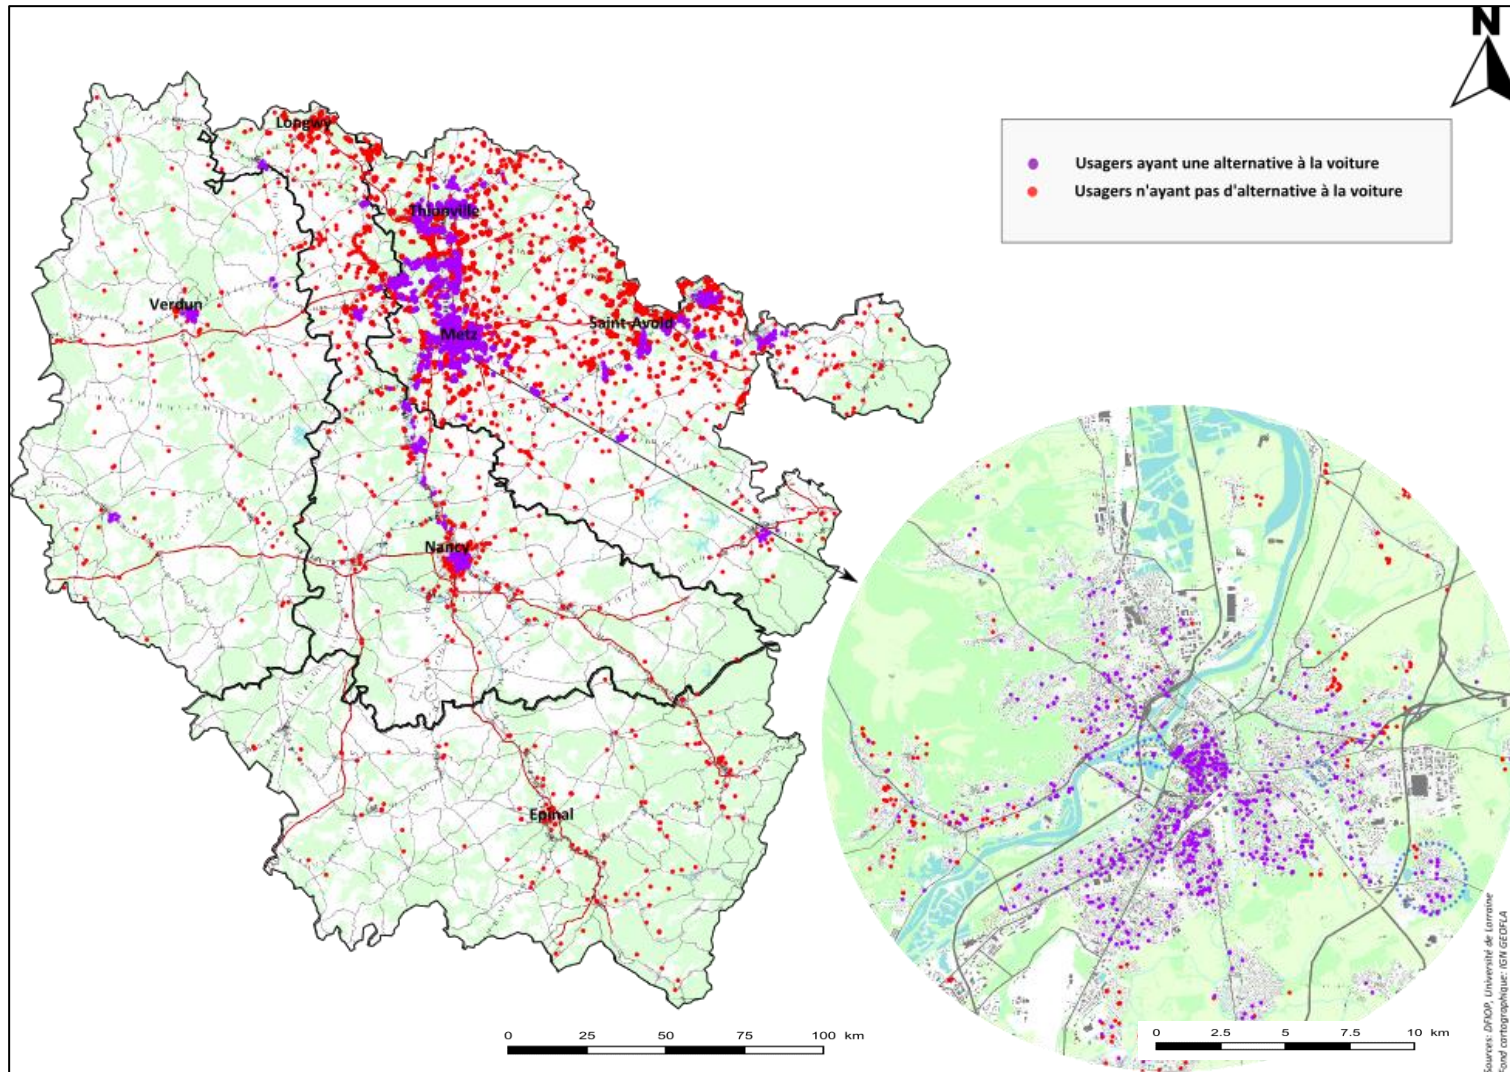 N
Usagers ayant une alternative à la voiture
Usagers n'ayant pas d'alternative à la voiture
Longwy
Thionville
Verdun
Metz
Saint-Avold
Nancy
Epinal
0 25 50 75 100 km
0 2.5 5 7.5 10 km
Sources: DFIOP, Université de Lorraine
Fond cartographique: IGN GEOFLA